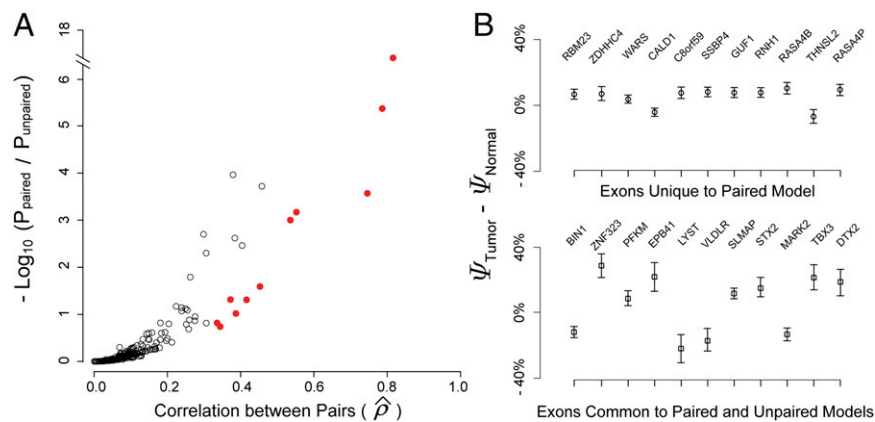 A
18
6
5
4
3
2
1
0
- Log10 (Ppaired / Punpaired)
0.0 0.2 0.4 0.6 0.8 1.0
Correlation between Pairs ( ρ̂ )
B
ΨTumor - ΨNormal
40%
0%
- 40%
RBM23 ZDHHC4 WARS CALD1 C8orf59 SSBP4 GUF1 RNH1 RASA4B THNSL2 RASA4P
Exons Unique to Paired Model
40%
0%
- 40%
BIN1 ZNF323 PFKM EPB41 LYST VLDLR SLMAP STX2 MARK2 TBX3 DTX2
Exons Common to Paired and Unpaired Models